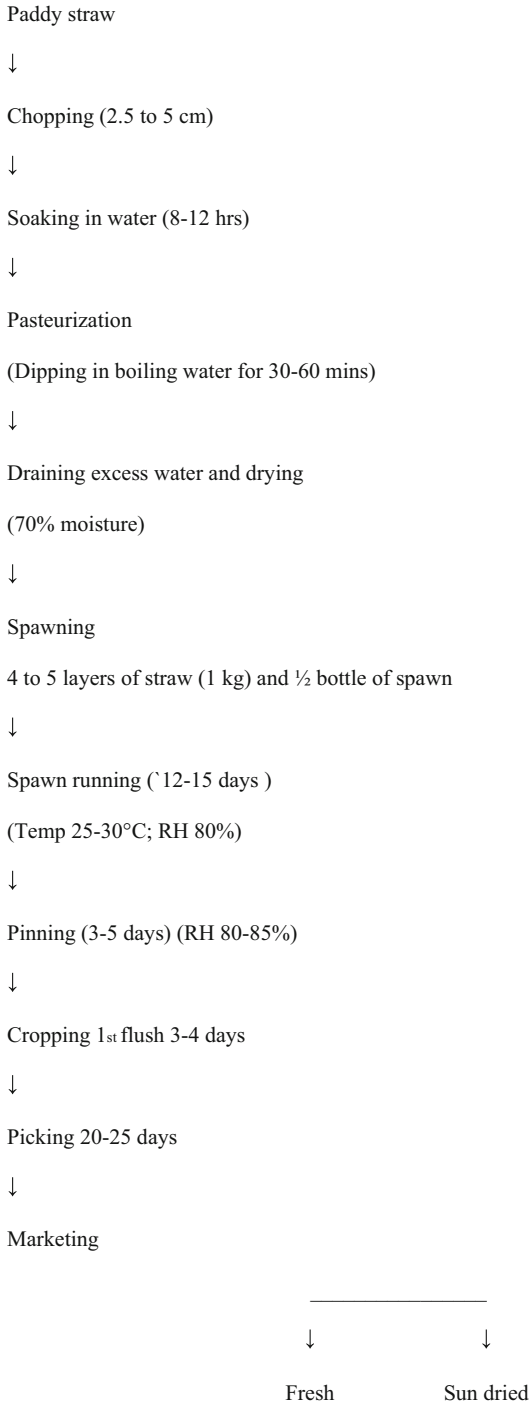 Paddy straw
↓
Chopping (2.5 to 5 cm)
↓
Soaking in water (8-12 hrs)
↓
Pasteurization
(Dipping in boiling water for 30-60 mins)
↓
Draining excess water and drying
(70% moisture)
↓
Spawning
4 to 5 layers of straw (1 kg) and ½ bottle of spawn
↓
Spawn running (`12-15 days )
(Temp 25-30°C; RH 80%)
↓
Pinning (3-5 days) (RH 80-85%)
↓
Cropping 1st flush 3-4 days
↓
Picking 20-25 days
↓
Marketing
↓ ↓
Fresh Sun dried